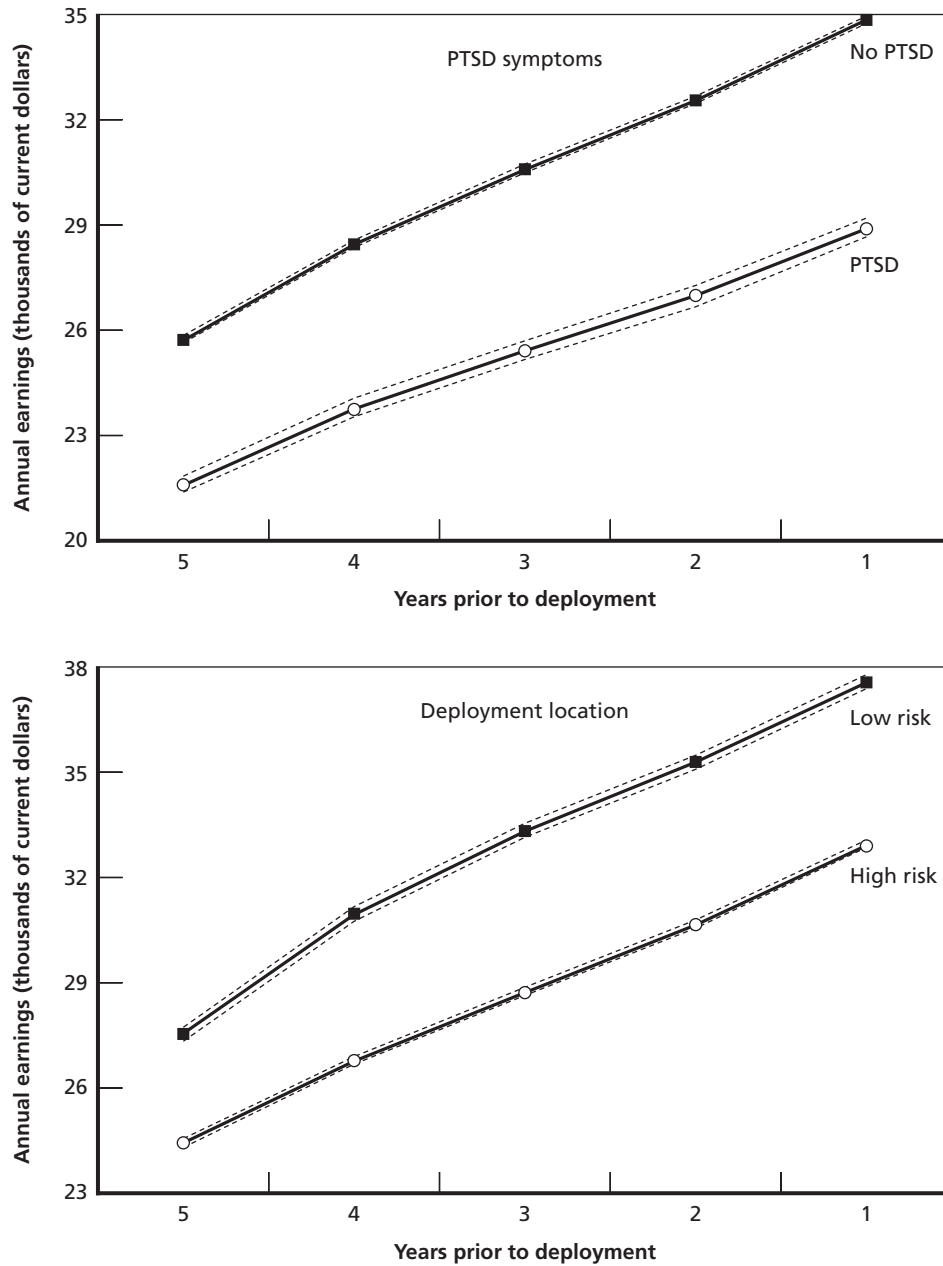 Annual earnings (thousands of current dollars)
35
32
29
26
23
20
PTSD symptoms
No PTSD
PTSD
5 4 3 2 1
Years prior to deployment
Annual earnings (thousands of current dollars)
38
35
32
29
26
23
Deployment location
Low risk
High risk
5 4 3 2 1
Years prior to deployment